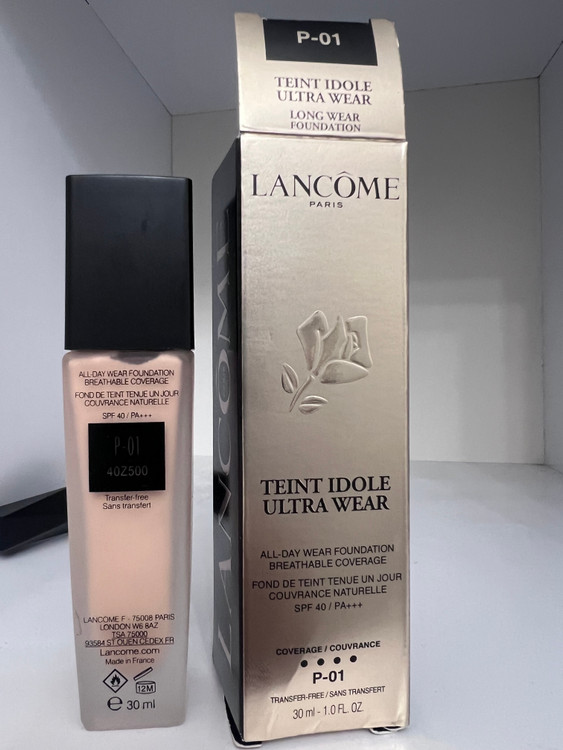 P-01
TEINT IDOLE
ULTRA WEAR
LONG WEAR
FOUNDATION
LANCÔME
PARIS
TEINT IDOLE
ULTRA WEAR
ALL-DAY WEAR FOUNDATION
BREATHABLE COVERAGE
FOND DE TEINT TENUE UN JOUR
COUVRANCE NATURELLE
SPF 40 / PA+++
COVERAGE / COUVRANCE
P-01
TRANSFER-FREE / SANS TRANSFERT
30 ml - 1.0 FL. OZ.
LANCÔME
ALL-DAY WEAR FOUNDATION
BREATHABLE COVERAGE
FOND DE TEINT TENUE UN JOUR
COUVRANCE NATURELLE
SPF 40 / PA+++
P-01
40Z500
Transfer-free
Sans transfert
LANCOME F - 75008 PARIS
LONDON W6 8AZ
TSA 75000
93584 ST OUEN CEDEX FR
Lancome.com
Made in France
12M
e 30 ml